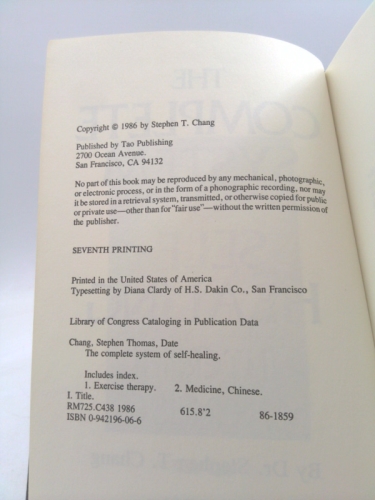 Copyright © 1986 by Stephen T. Chang
Published by Tao Publishing
2700 Ocean Avenue.
San Francisco, CA 94132
No part of this book may be reproduced by any mechanical, photographic,
or electronic process, or in the form of a phonographic recording, nor may
it be stored in a retrieval system, transmitted, or otherwise copied for public
or private use—other than for "fair use"—without the written permission of
the publisher.
SEVENTH PRINTING
Printed in the United States of America
Typesetting by Diana Clardy of H.S. Dakin Co., San Francisco
Library of Congress Cataloging in Publication Data
Chang, Stephen Thomas, Date
The complete system of self-healing.
Includes index.
1. Exercise therapy. 2. Medicine, Chinese.
I. Title.
RM725.C438 1986 615.8'2 86-1859
ISBN 0-942196-06-6